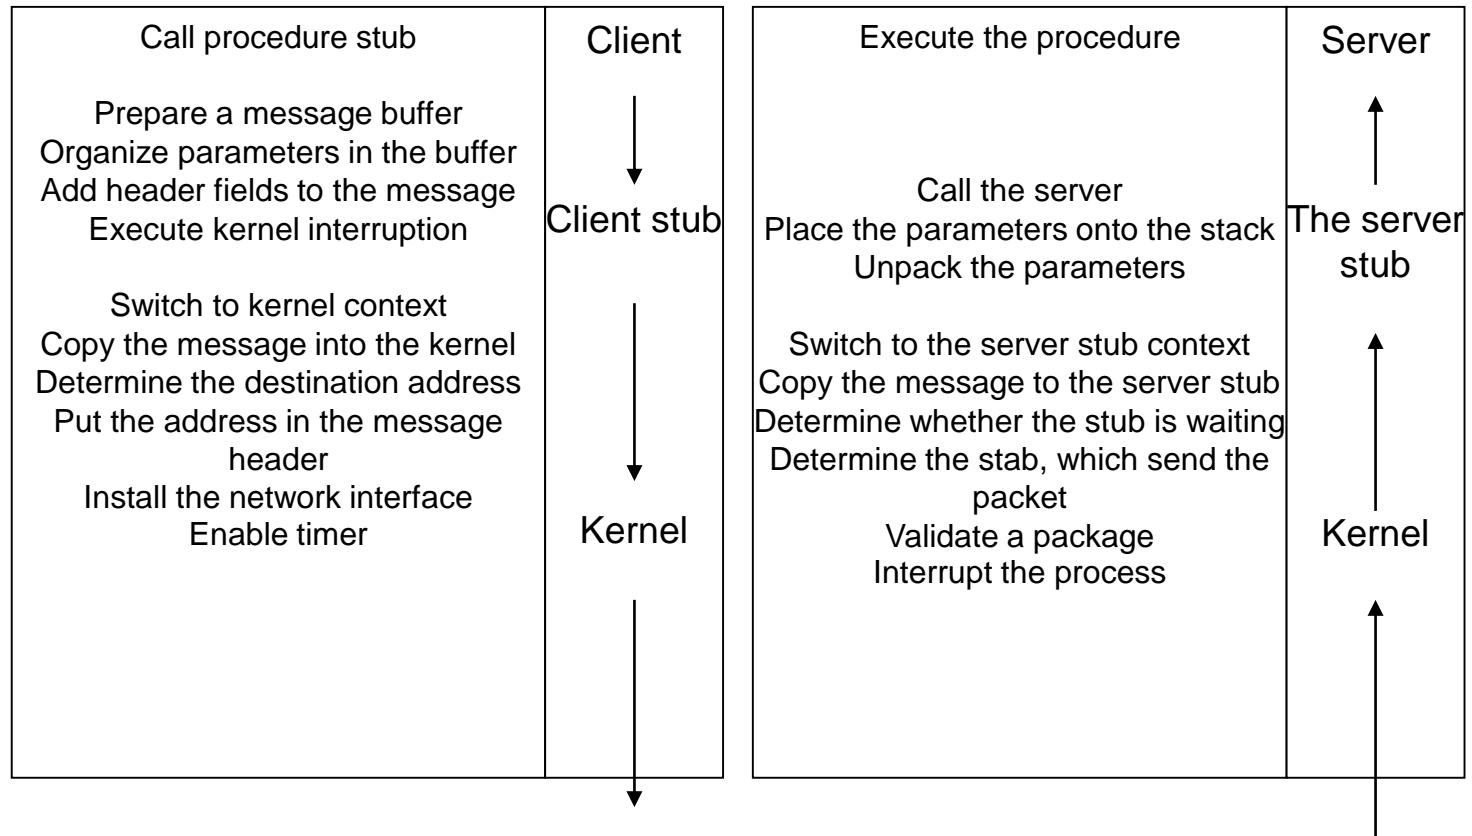 Call procedure stub
Client
Prepare a message buffer
Organize parameters in the buffer
Add header fields to the message
Execute kernel interruption
Client stub
Switch to kernel context
Copy the message into the kernel
Determine the destination address
Put the address in the message
header
Install the network interface
Enable timer
Kernel
Execute the procedure
Server
Call the server
Place the parameters onto the stack
Unpack the parameters
The server
stub
Switch to the server stub context
Copy the message to the server stub
Determine whether the stub is waiting
Determine the stab, which send the
packet
Validate a package
Interrupt the process
Kernel